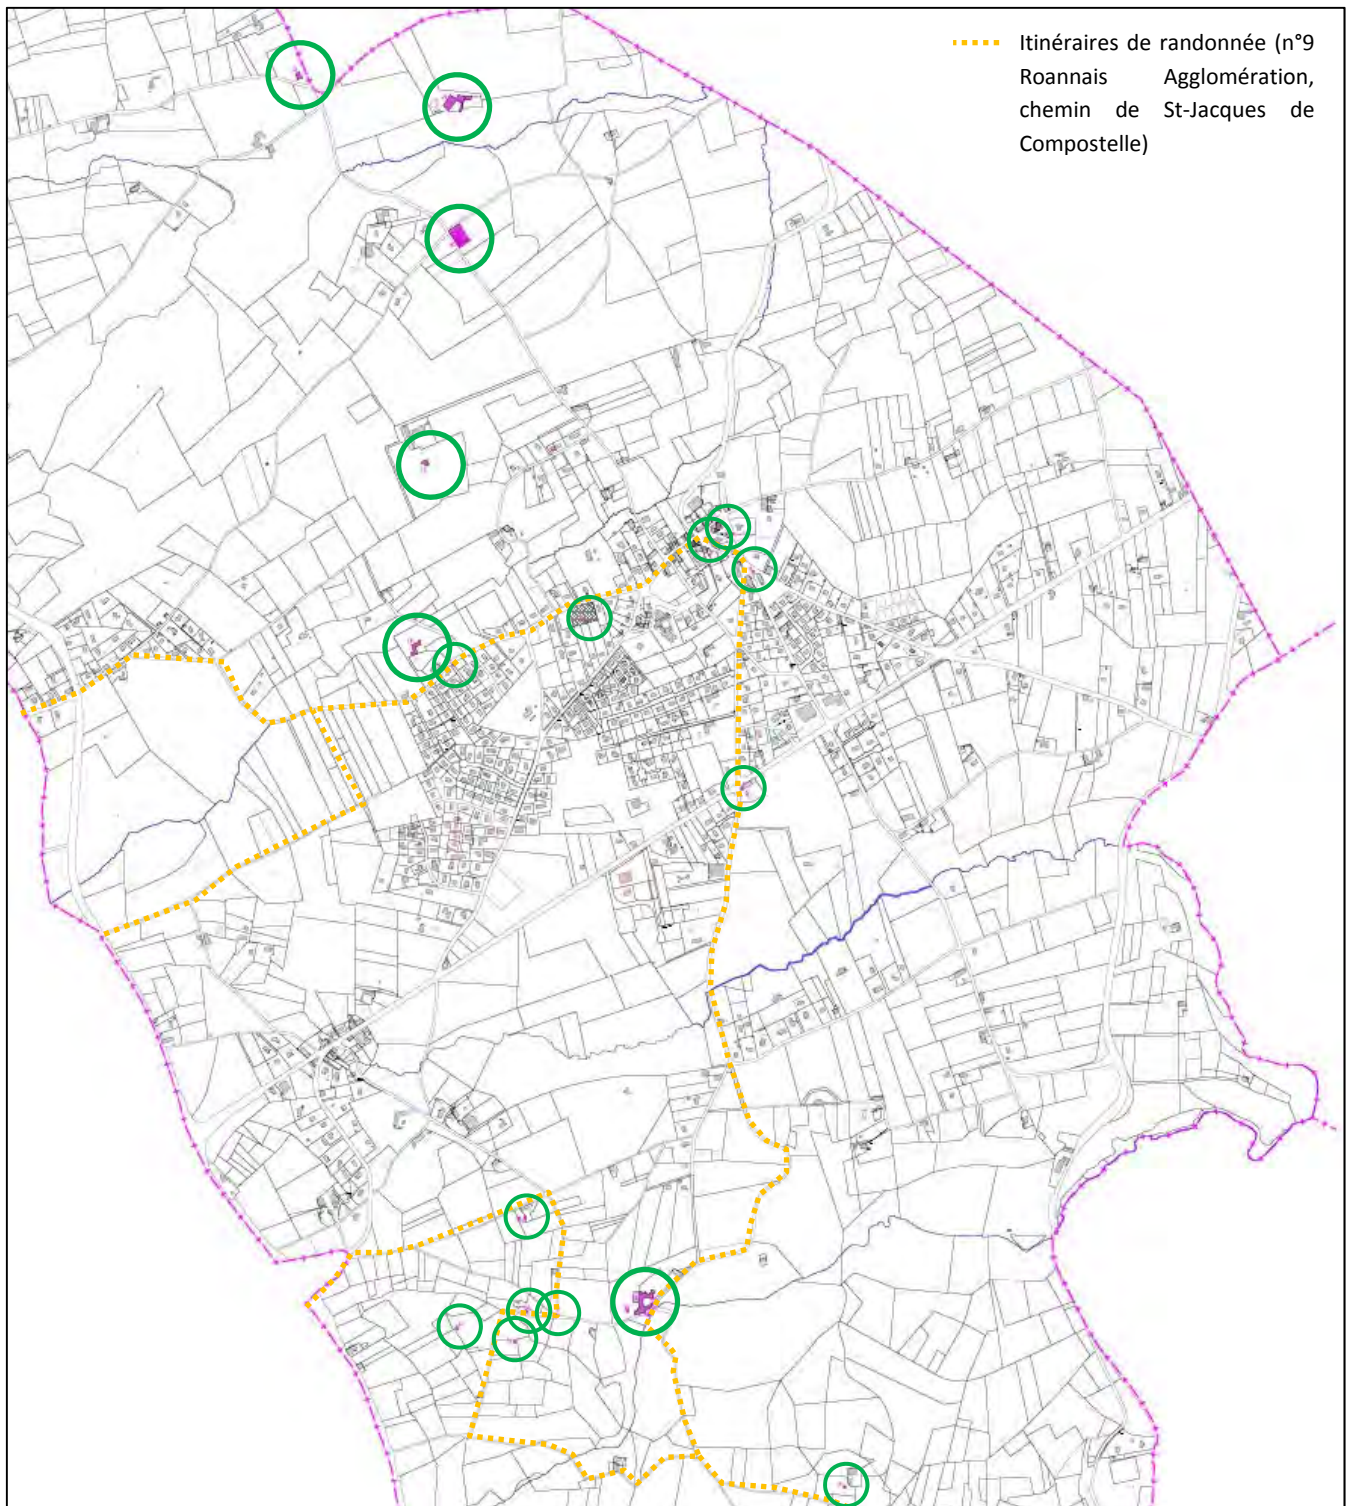 Itinéraires de randonnée (n°9
Roannais Agglomération,
chemin de St-Jacques de
Compostelle)